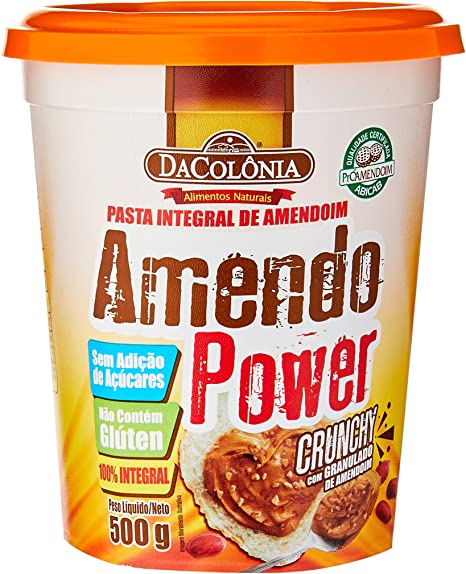 DACOLÔNIA
Alimentos Naturais
QUALIDADE CERTIFICADA
PRÓAMENDOIM
ABICAB
PASTA INTEGRAL DE AMENDOIM
Amendo
Power
Sem Adição
de Açúcares
Não Contém
Glúten
100% INTEGRAL
CRUNCHY
COM GRANULADO
DE AMENDOIM
Peso Líquido/Neto
500 g